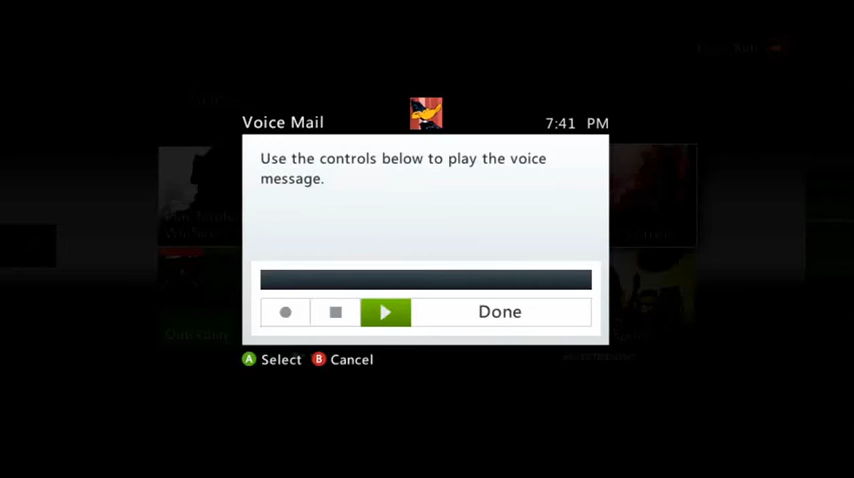 Voice Mail
7:41 PM
Use the controls below to play the voice
message.
Done
A Select B Cancel